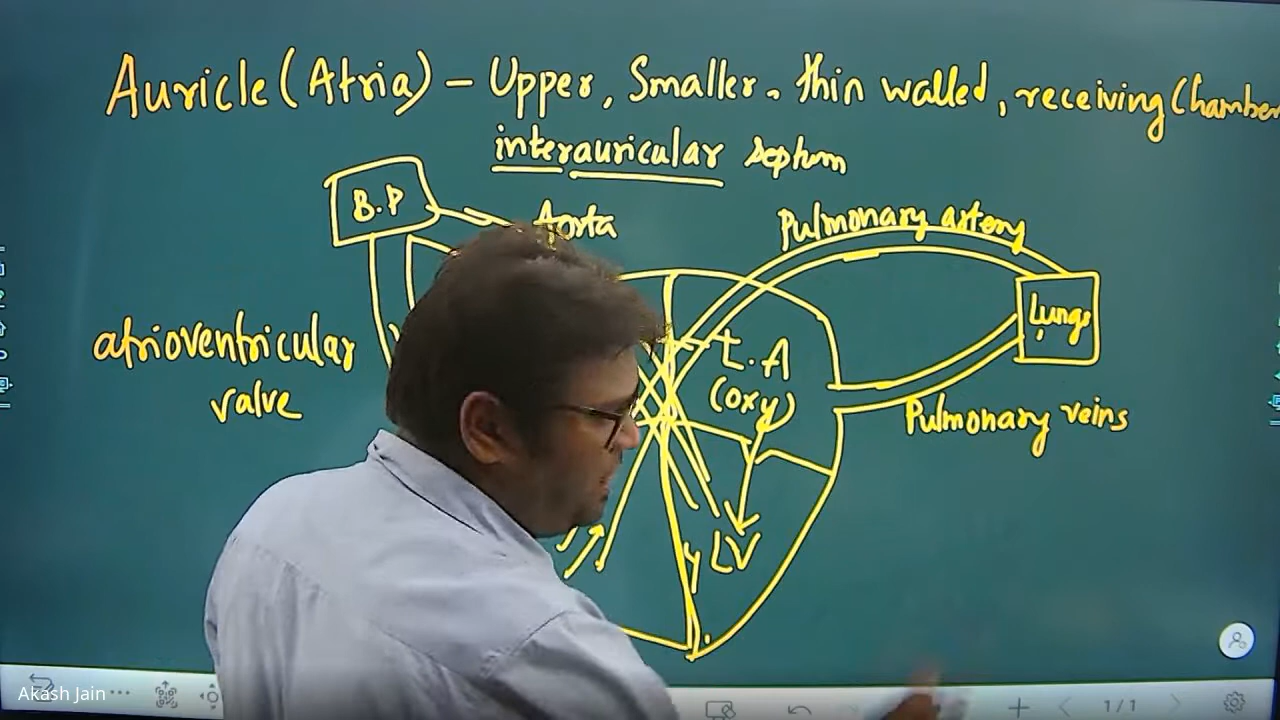 Auricle (Atria) - Upper, Smaller, thin walled, receiving Chamber
interauricular septum
B.P
Aorta
Pulmonary artery
Lungs
atrioventricular
valve
L.A
(oxy)
Pulmonary veins
LV
Akash Jain
1/1